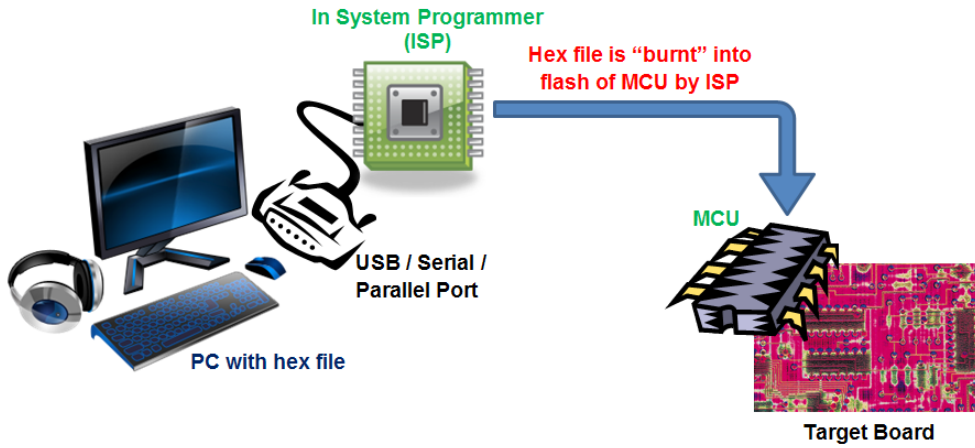 In System Programmer
(ISP)
Hex file is “burnt” into
flash of MCU by ISP
MCU
USB / Serial /
Parallel Port
PC with hex file
Target Board